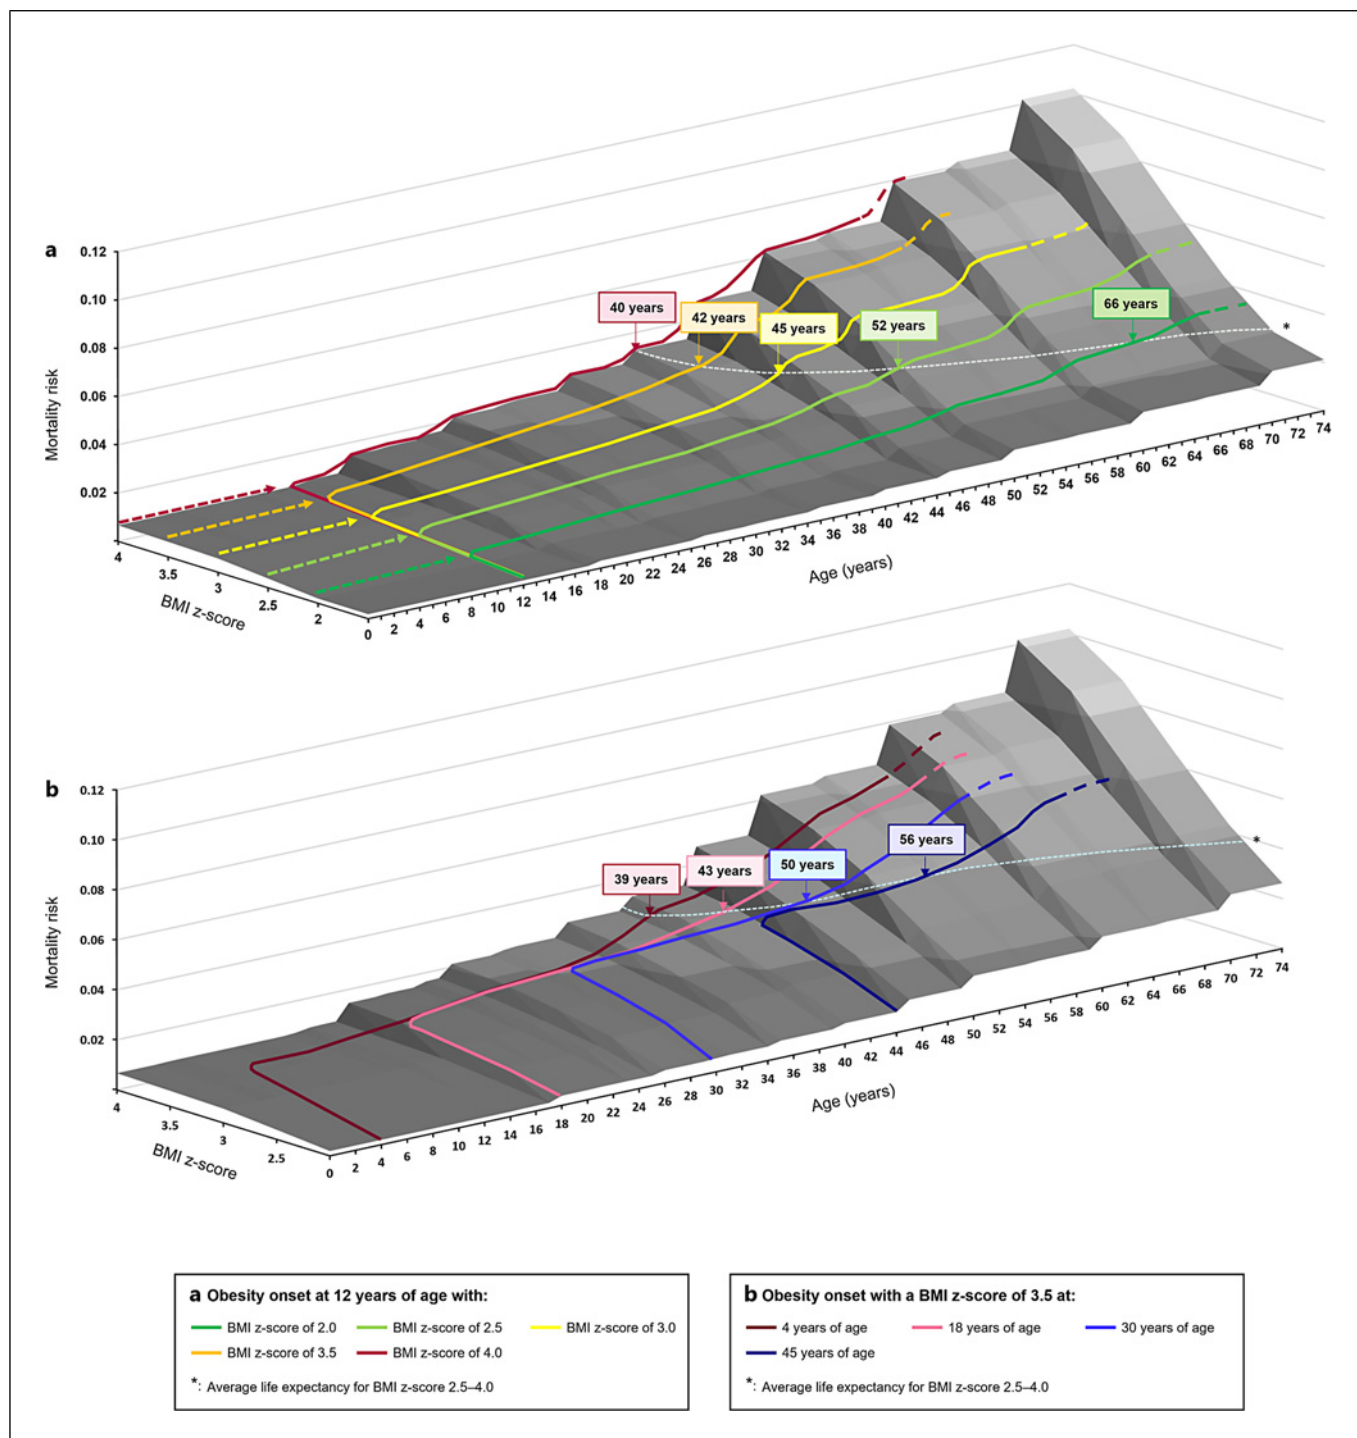 a
0.12
0.10
0.08
0.06
0.04
0.02
Mortality risk
4
3.5
3
2.5
2
0
BMI z-score
40 years
42 years
45 years
52 years
66 years
*
2 4 6 8 10 12 14 16 18 20 22 24 26 28 30 32 34 36 38 40 42 44 46 48 50 52 54 56 58 60 62 64 66 68 70 72 74
Age (years)
b
0.12
0.10
0.08
0.06
0.04
0.02
Mortality risk
4
3.5
3
2.5
BMI z-score
39 years
43 years
50 years
56 years
*
0 2 4 6 8 10 12 14 16 18 20 22 24 26 28 30 32 34 36 38 40 42 44 46 48 50 52 54 56 58 60 62 64 66 68 70 72 74
Age (years)
a Obesity onset at 12 years of age with:
BMI z-score of 2.0 BMI z-score of 2.5 BMI z-score of 3.0
BMI z-score of 3.5 BMI z-score of 4.0
*: Average life expectancy for BMI z-score 2.5–4.0
b Obesity onset with a BMI z-score of 3.5 at:
4 years of age 18 years of age 30 years of age
45 years of age
*: Average life expectancy for BMI z-score 2.5–4.0